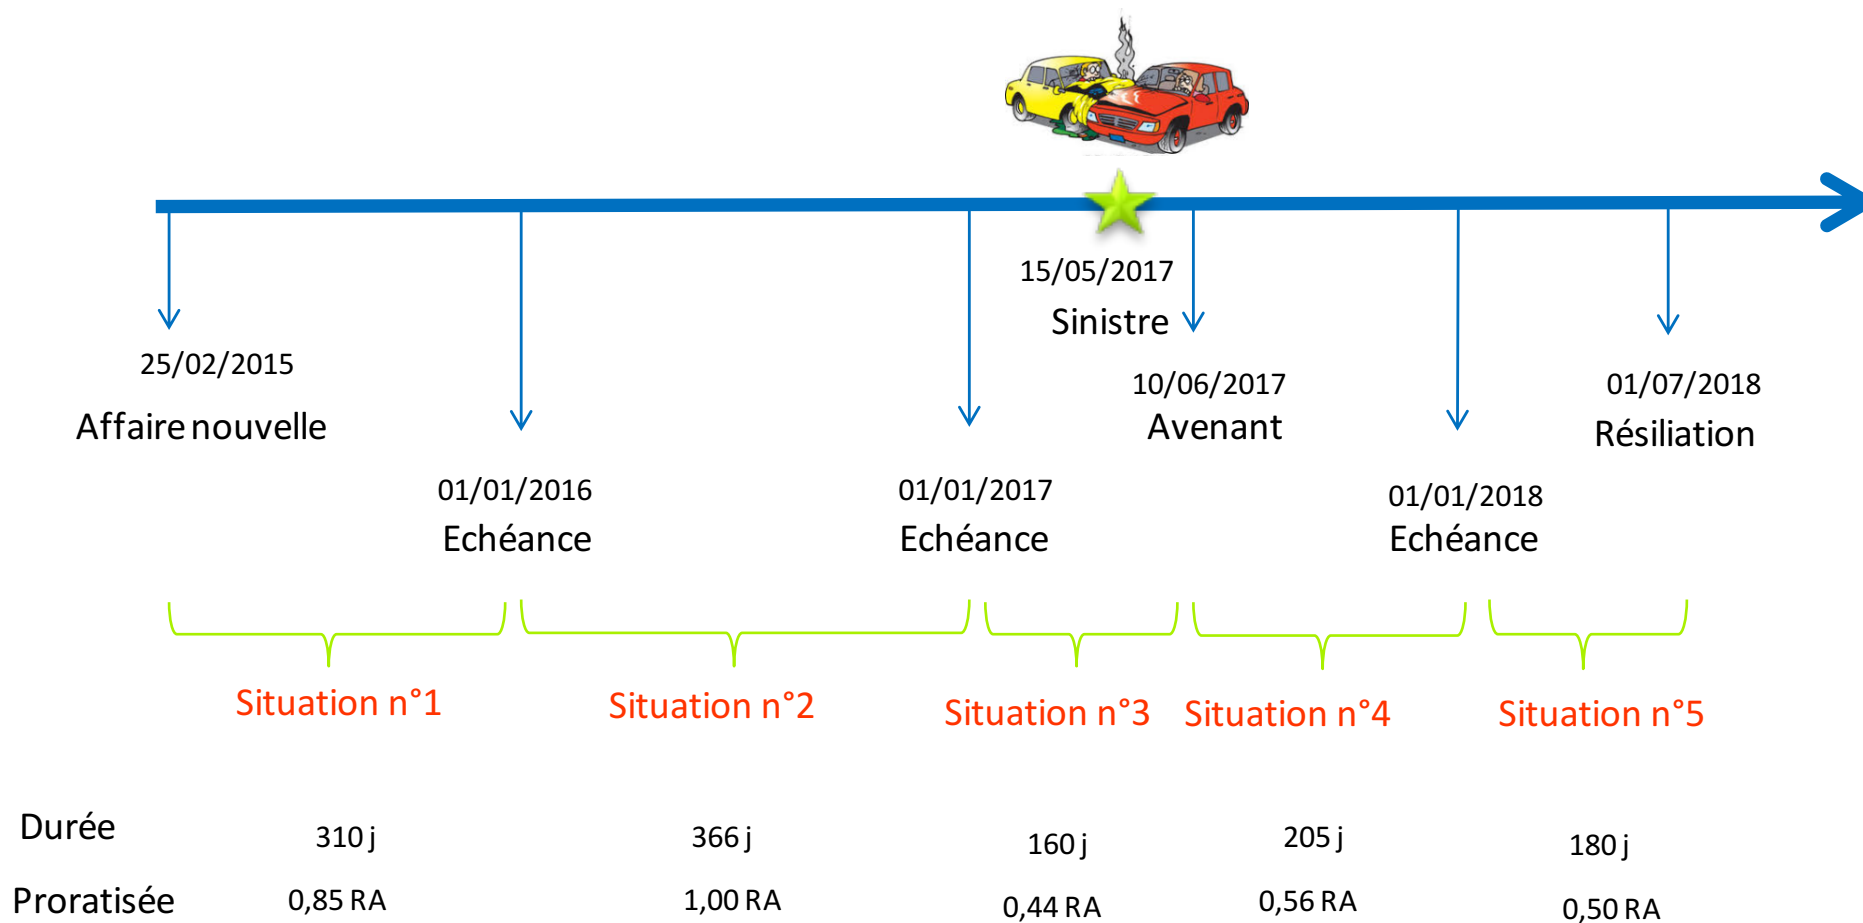 15/05/2017
Sinistre
25/02/2015
Affaire nouvelle
10/06/2017
Avenant
01/07/2018
Résiliation
01/01/2016
Echéance
01/01/2017
Echéance
01/01/2018
Echéance
Situation n°1
Situation n°2
Situation n°3
Situation n°4
Situation n°5
Durée 310 j 366 j 160 j 205 j 180 j
Proratisée 0,85 RA 1,00 RA 0,44 RA 0,56 RA 0,50 RA